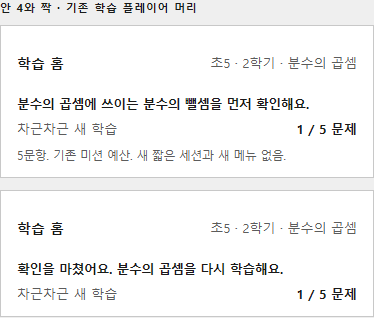 안 4와 짝 · 기존 학습 플레이어 머리
학습 홈 초5 · 2학기 · 분수의 곱셈
분수의 곱셈에 쓰이는 분수의 뺄셈을 먼저 확인해요.
차근차근 새 학습 1 / 5 문제
5문항. 기존 미션 예산. 새 짧은 세션과 새 메뉴 없음.
학습 홈 초5 · 2학기 · 분수의 곱셈
확인을 마쳤어요. 분수의 곱셈을 다시 학습해요.
차근차근 새 학습 1 / 5 문제